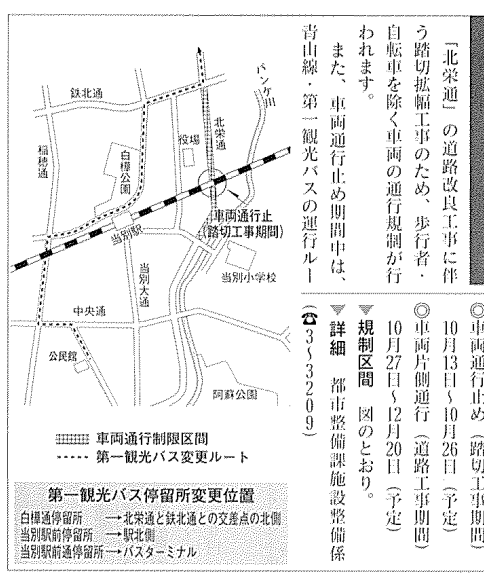 『北栄通』の道路改良工事に伴
う踏切拡幅工事のため、歩行者・
自転車を除く車両の通行規制が行
われます。
また、車両通行止め期間中は、
青山線・第一観光バスの運行ルー
◎車両通行止め（踏切工事期間）
10月13日～10月26日（予定）
◎車両片側通行（道路工事期間）
10月27日～12月20日（予定）
▼規制区間 図のとおり。
▼詳細 都市整備課施設整備係
（☎3～3209）
鉄北通
稲穂通
白樺公園
役場
北栄通
パンケ川
車両通行止
(踏切工事期間)
当別駅
当別小学校
当別大通
中央通
公民館
阿蘇公園
車両通行制限区間
第一観光バス変更ルート
第一観光バス停留所変更位置
白樺通停留所 →北栄通と鉄北通との交差点の北側
当別駅前停留所→駅北側
当別駅前通停留所→バスターミナル